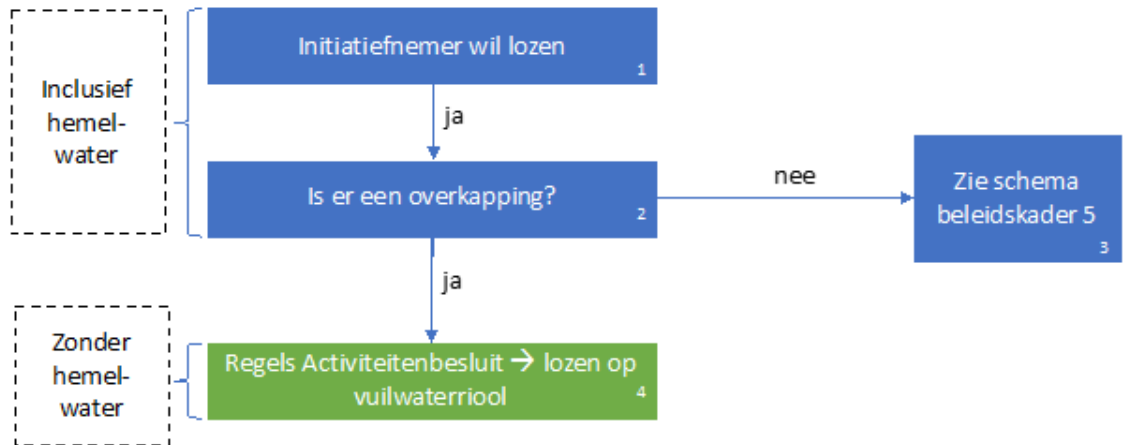 Inclusief
hemel-
water
Initiatiefnemer wil lozen
1
ja
Is er een overkapping?
2
nee
Zie schema
beleidskader 5
3
ja
Zonder
hemel-
water
Regels Activiteitenbesluit → lozen op
vuilwaterriool
4